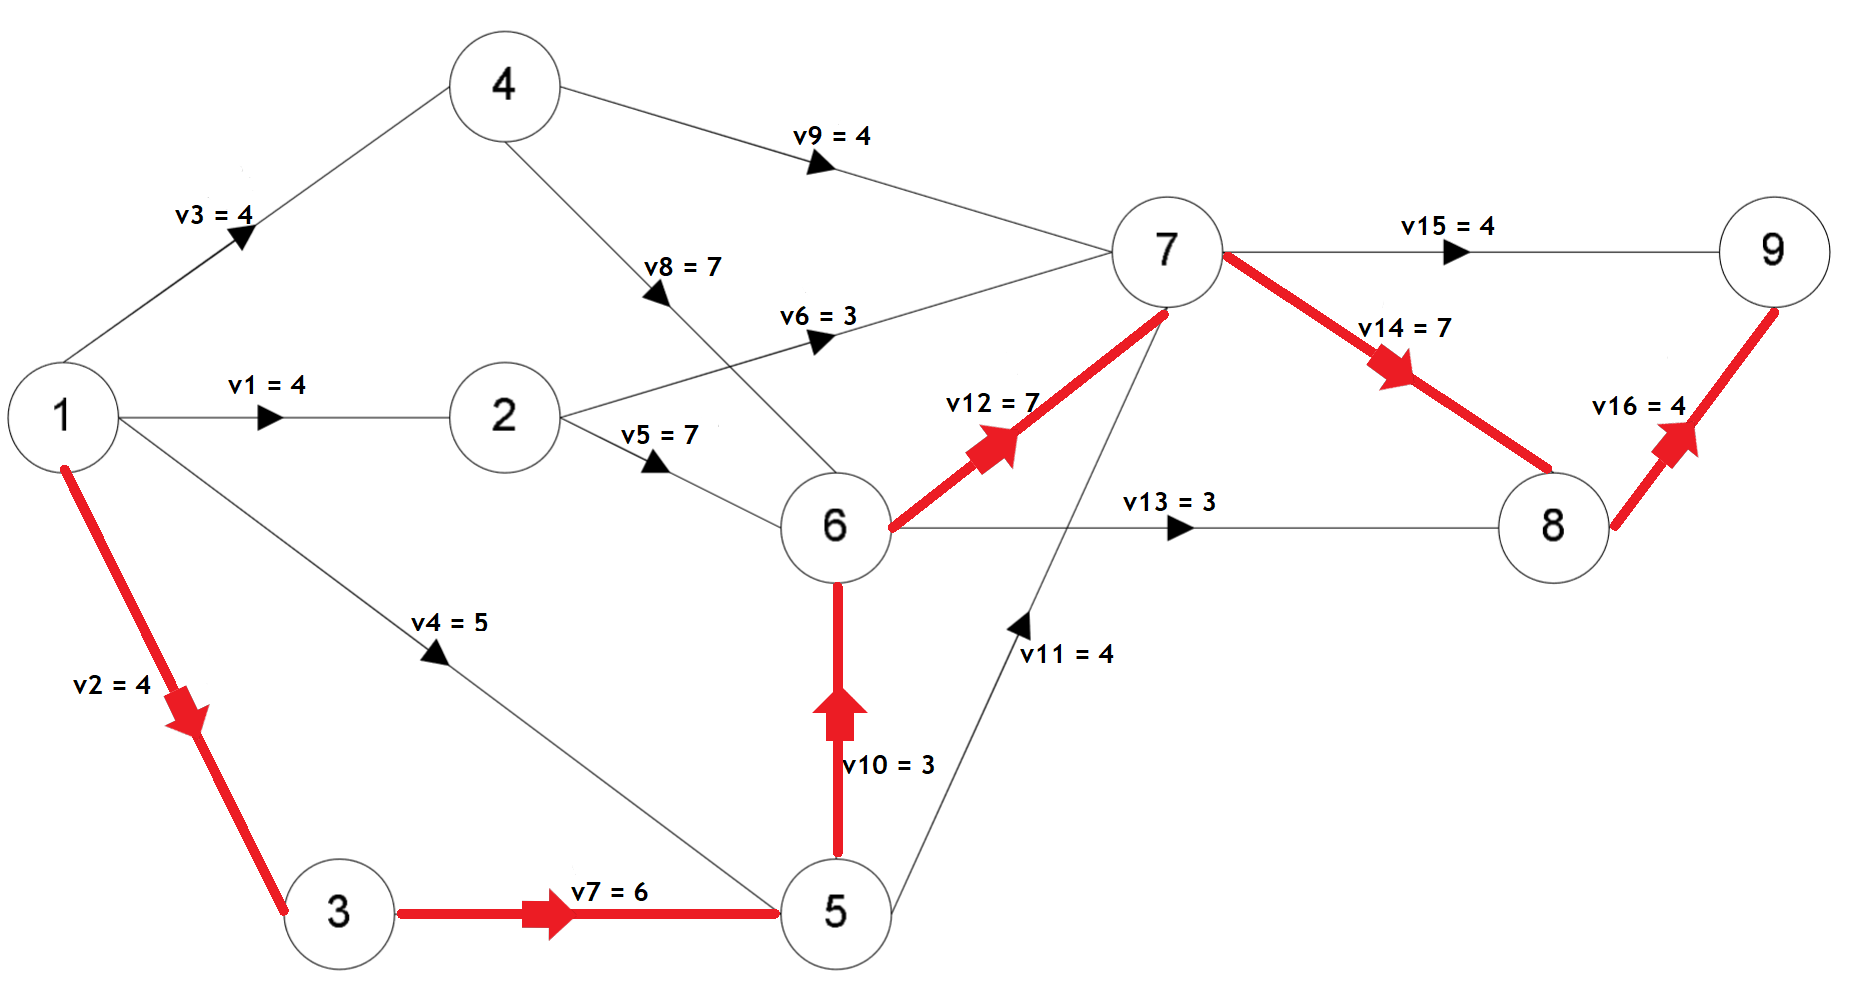 4
v9 = 4
v3 = 4
v8 = 7
7
v15 = 4
9
v6 = 3
v14 = 7
1
v1 = 4
2
v5 = 7
v12 = 7
v16 = 4
6
v13 = 3
8
v4 = 5
v11 = 4
v2 = 4
v10 = 3
3
v7 = 6
5